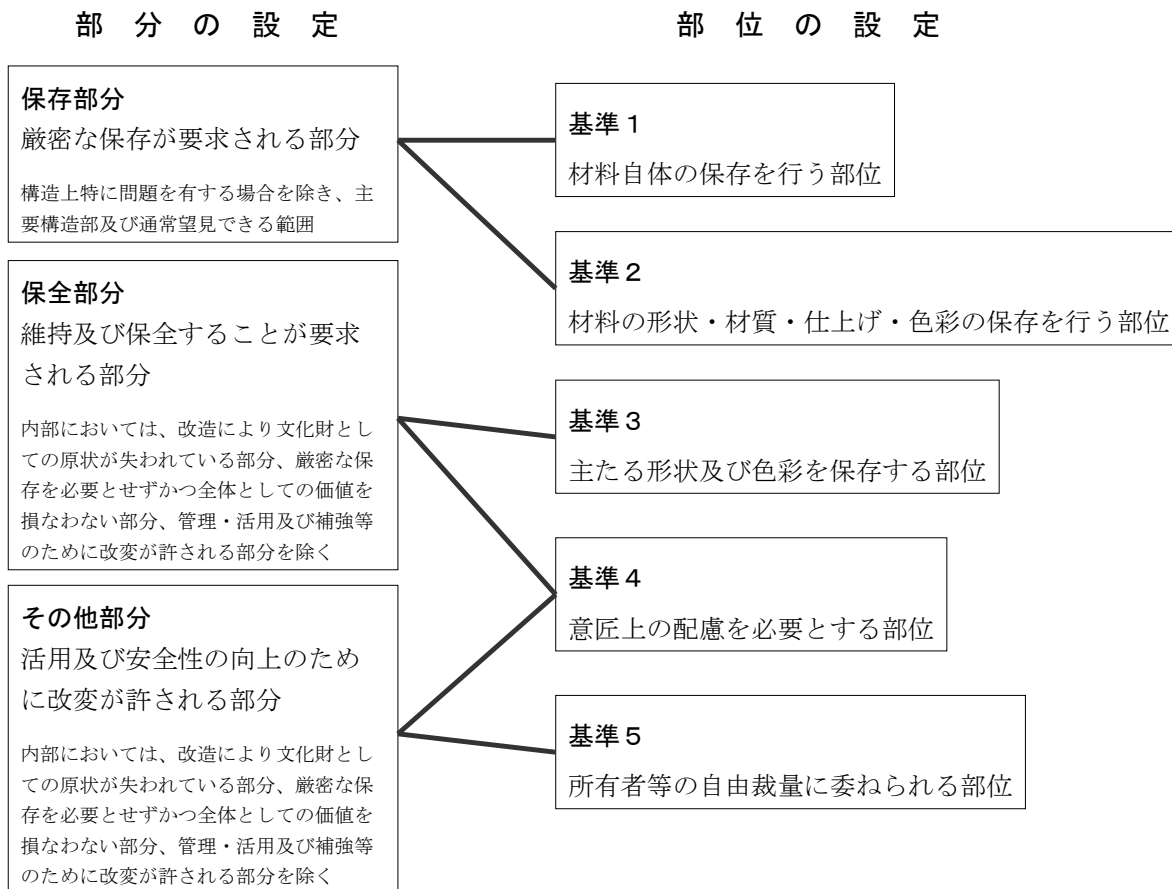 部分の設定
保存部分
厳密な保存が要求される部分
構造上特に問題を有する場合を除き、主
要構造部及び通常望見できる範囲
保全部分
維持及び保全することが要求
される部分
内部においては、改造により文化財とし
ての原状が失われている部分、厳密な保
存を必要とせずかつ全体としての価値を
損なわない部分、管理・活用及び補強等
のために改変が許される部分を除く
その他部分
活用及び安全性の向上のため
に改変が許される部分
内部においては、改造により文化財とし
ての原状が失われている部分、厳密な保
存を必要とせずかつ全体としての価値を
損なわない部分、管理・活用及び補強等
のために改変が許される部分を除く
部位の設定
基準１
材料自体の保存を行う部位
基準２
材料の形状・材質・仕上げ・色彩の保存を行う部位
基準３
主たる形状及び色彩を保存する部位
基準４
意匠上の配慮を必要とする部位
基準５
所有者等の自由裁量に委ねられる部位